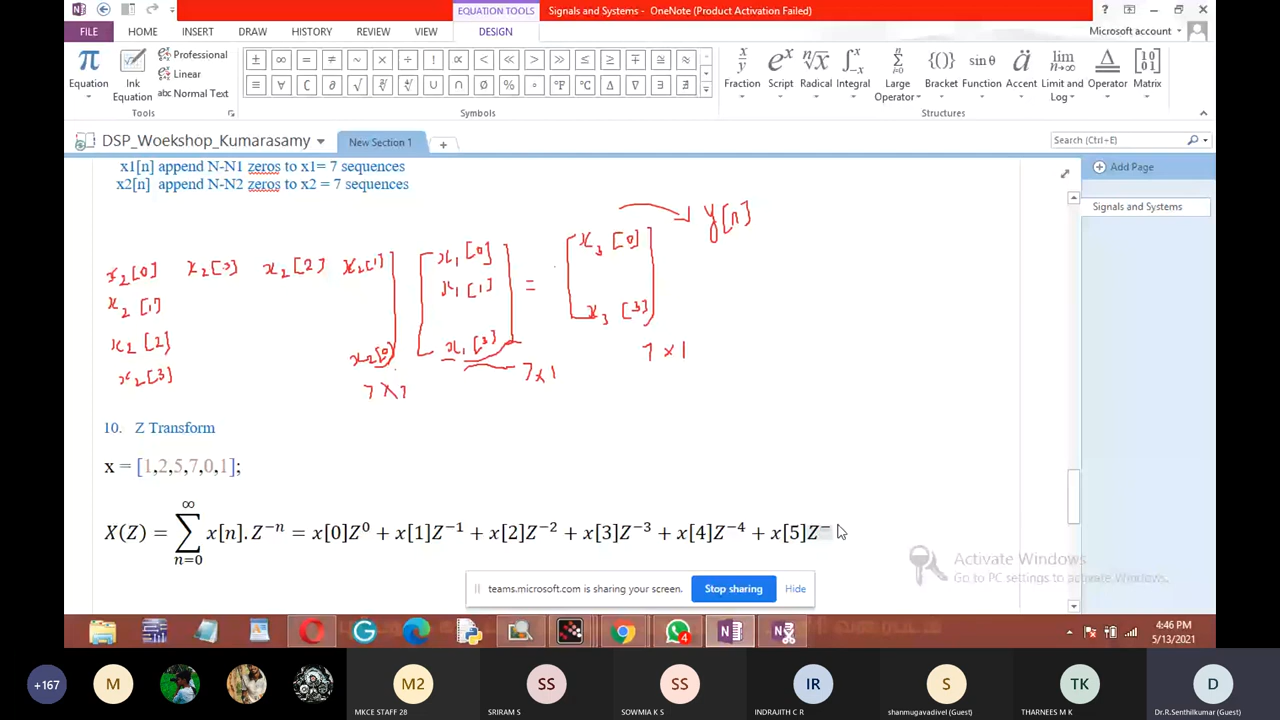 EQUATION TOOLS
Signals and Systems - OneNote (Product Activation Failed)
FILE HOME INSERT DRAW HISTORY REVIEW VIEW DESIGN
Microsoft account
Equation
Ink Equation
Professional
Linear
abc Normal Text
± ∞ = ≠ ~ × ÷ ! ∝ < ≪ > ≫ ≤ ≥ ∓ ≅ ≈
≡ ∀ ∁ ∂ √ ∛ ∜ ∪ ∩ ∅ % ° °F °C ∆ ∇ ∃ ∄
Fraction Script Radical Integral Large Operator Bracket Function Accent Limit and Log Operator Matrix
Tools Symbols Structures
DSP_Woekshop_Kumarasamy
New Section 1
Search (Ctrl+E)
Add Page
Signals and Systems
x1[n] append N-N1 zeros to x1= 7 sequences
x2[n] append N-N2 zeros to x2 = 7 sequences
y[n]
x2[0] x2[3] x2[2] x2[1] x1[0] = x3[0]
x2[1] x1[1]
x2[2] x2[0] x1[3] x3[3]
x2[3] 7×7 7×1 7×1
10. Z Transform
x = [1,2,5,7,0,1];
X(Z) = ∑_{n=0}^{∞} x[n].Z⁻ⁿ = x[0]Z⁰ + x[1]Z⁻¹ + x[2]Z⁻² + x[3]Z⁻³ + x[4]Z⁻⁴ + x[5]Z⁻
Activate Windows
Go to PC settings to activate Windows.
teams.microsoft.com is sharing your screen. Stop sharing Hide
4:46 PM
5/13/2021
+167 M M2 SS SS IR S TK D
MKCE STAFF 28 SRIRAM S SOWMIA K S INDRAJITH C R shanmugavadivel (Guest) THARNEES M K Dr.R.Senthilkumar (Guest)